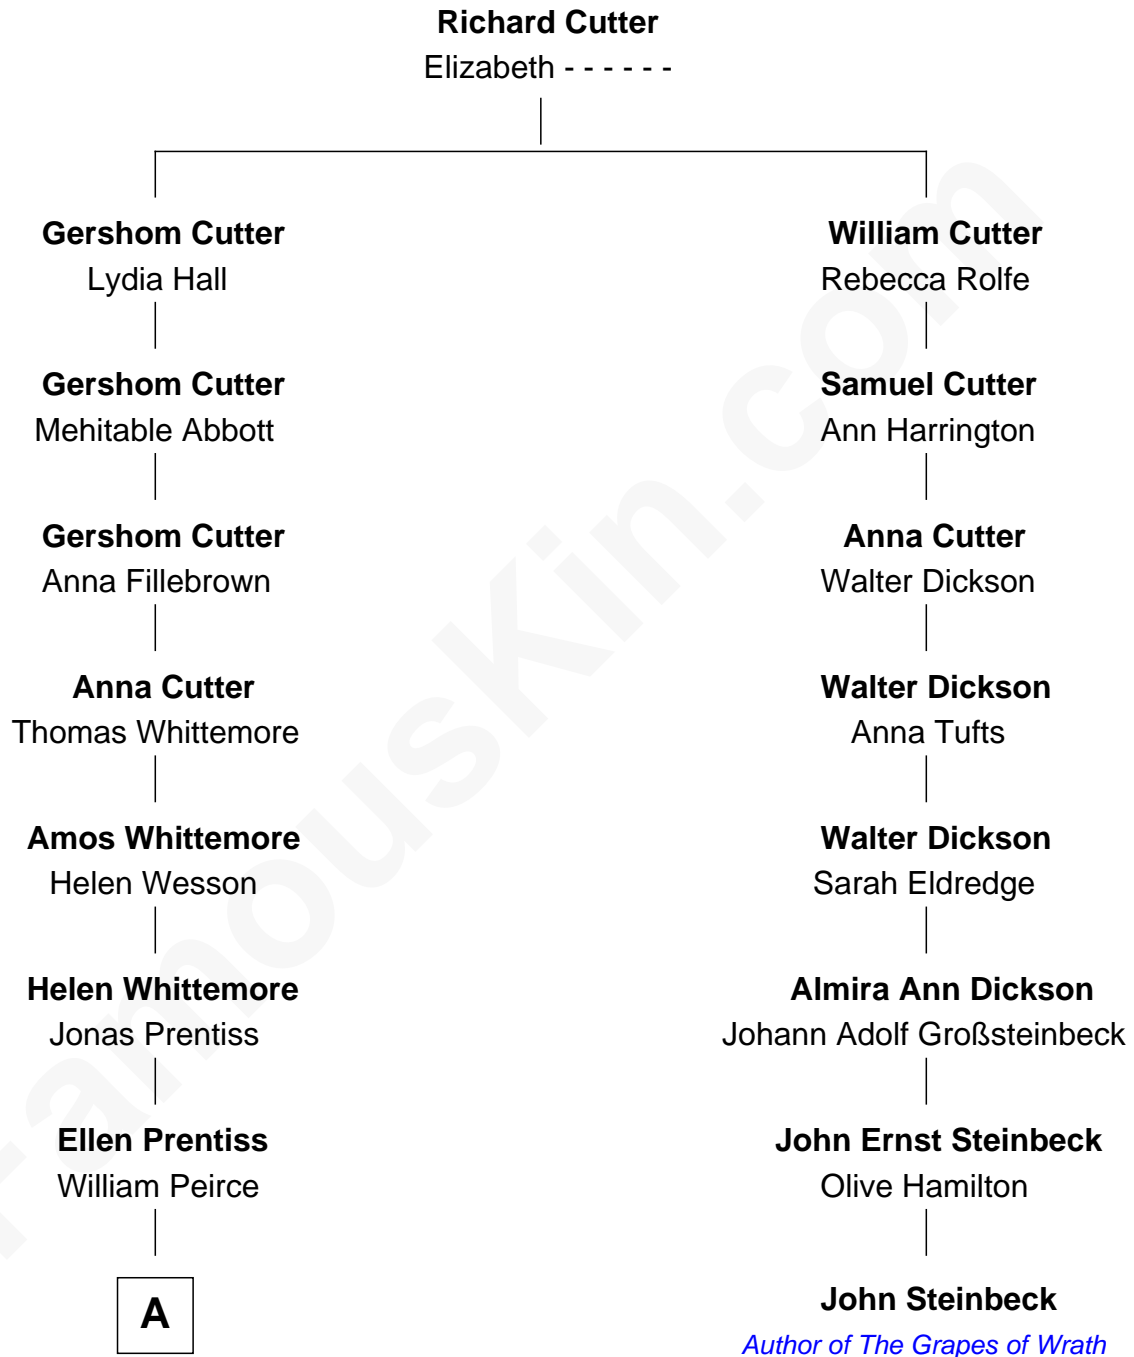 Richard Cutter
Elizabeth - - - - - -
Gershom Cutter
Lydia Hall
Gershom Cutter
Mehitable Abbott
Gershom Cutter
Anna Fillebrown
Anna Cutter
Thomas Whittemore
Amos Whittemore
Helen Wesson
Helen Whittemore
Jonas Prentiss
Ellen Prentiss
William Peirce
A
William Cutter
Rebecca Rolfe
Samuel Cutter
Ann Harrington
Anna Cutter
Walter Dickson
Walter Dickson
Anna Tufts
Walter Dickson
Sarah Eldredge
Almira Ann Dickson
Johann Adolf Großsteinbeck
John Ernst Steinbeck
Olive Hamilton
John Steinbeck
Author of The Grapes of Wrath
FamousKin.com